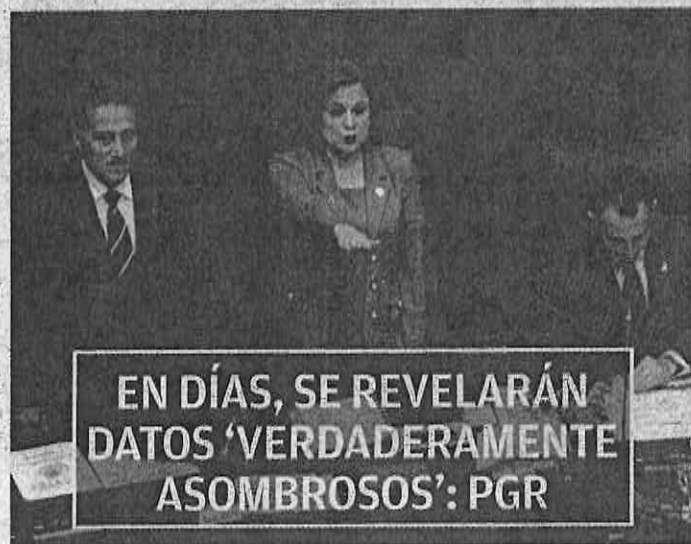 EN DÍAS, SE REVELARÁN
DATOS ‘VERDADERAMENTE
ASOMBROSOS’: PGR